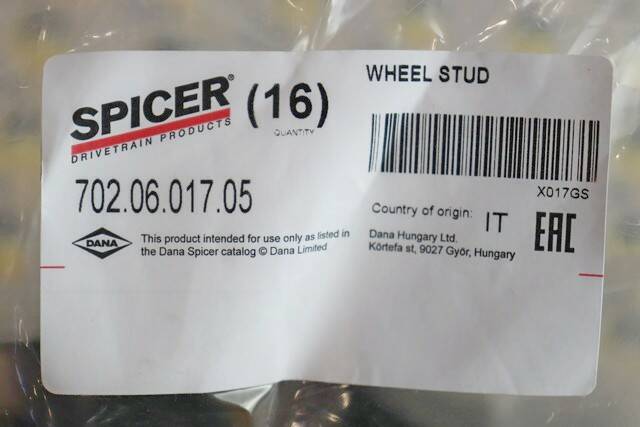 SPICER®
DRIVETRAIN PRODUCTS
(16)
QUANTITY
WHEEL STUD
X017GS
702.06.017.05
Country of origin: IT
DANA
This product intended for use only as listed in
the Dana Spicer catalog © Dana Limited
Dana Hungary Ltd.
Körtefa st, 9027 Győr, Hungary
EAC